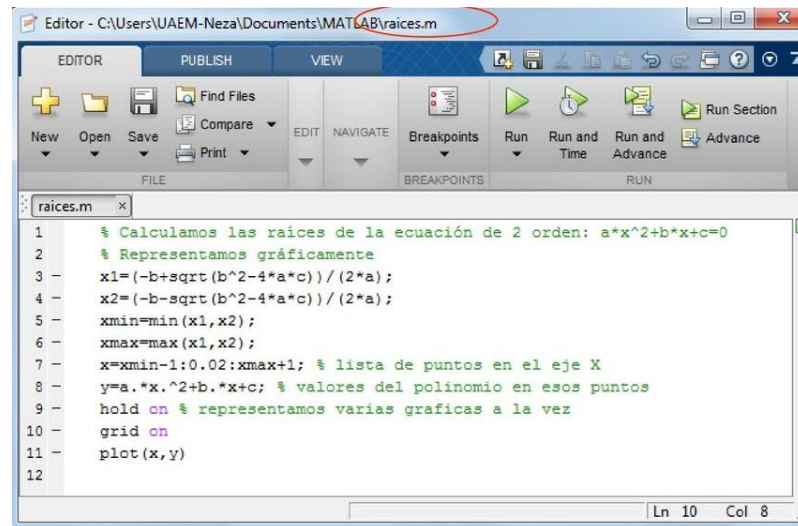 Editor - C:\Users\UAEM-Neza\Documents\MATLAB\raices.m
EDITOR PUBLISH VIEW
New Open Save Find Files Compare Print EDIT NAVIGATE Breakpoints Run Run and Time Run and Advance Run Section Advance
FILE BREAKPOINTS RUN
raices.m ×
1 % Calculamos las raíces de la ecuación de 2 orden: a*x^2+b*x+c=0
2 % Representamos gráficamente
3 – x1=(-b+sqrt(b^2-4*a*c))/(2*a);
4 – x2=(-b-sqrt(b^2-4*a*c))/(2*a);
5 – xmin=min(x1,x2);
6 – xmax=max(x1,x2);
7 – x=xmin-1:0.02:xmax+1; % lista de puntos en el eje X
8 – y=a.*x.^2+b.*x+c; % valores del polinomio en esos puntos
9 – hold on % representamos varias graficas a la vez
10 – grid on
11 – plot(x,y)
12
Ln 10 Col 8